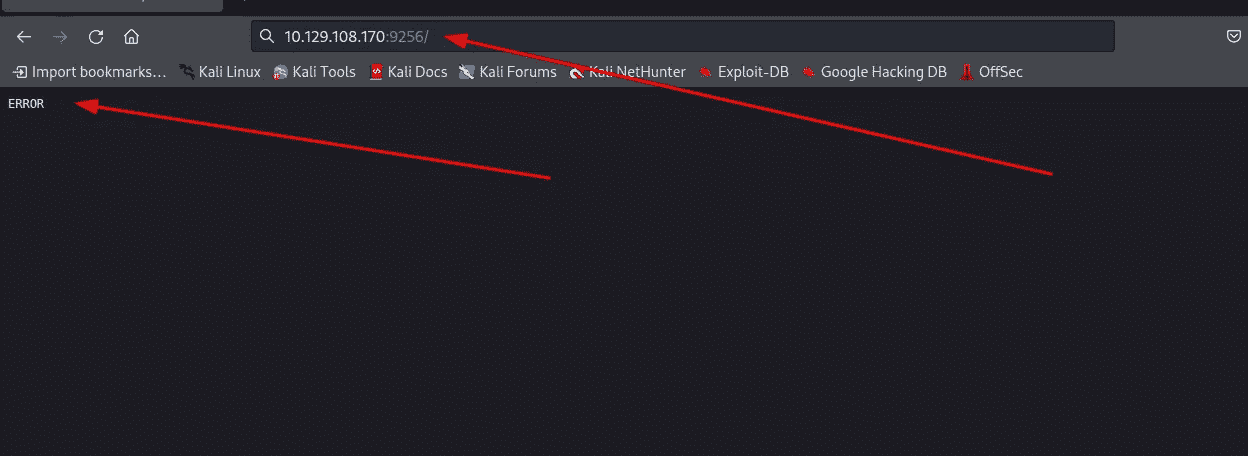 10.129.108.170:9256/
Import bookmarks… Kali Linux Kali Tools Kali Docs Kali Forums Kali NetHunter Exploit-DB Google Hacking DB OffSec
ERROR